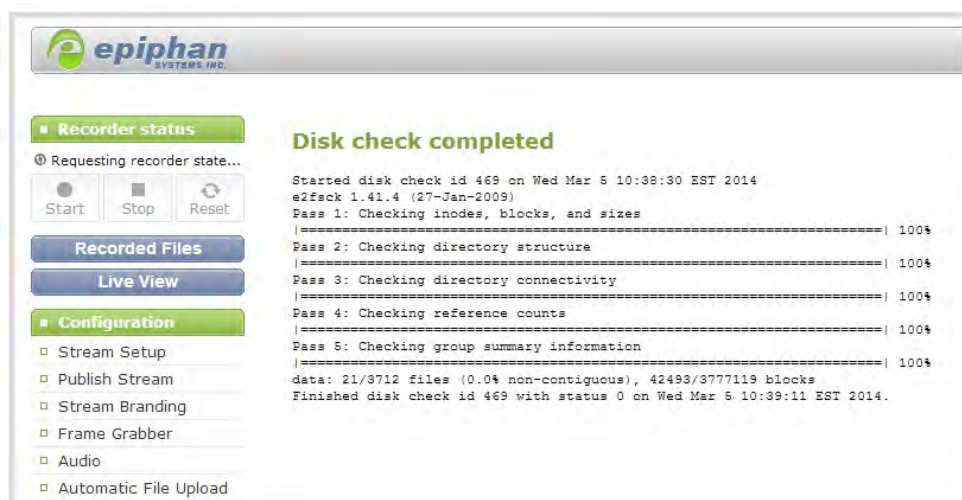 epiphan
SYSTEMS INC.
Recorder status
Requesting recorder state...
Start
Stop
Reset
Recorded Files
Live View
Configuration
Stream Setup
Publish Stream
Stream Branding
Frame Grabber
Audio
Automatic File Upload
Disk check completed
Started disk check id 469 on Wed Mar 5 10:38:30 EST 2014
e2fsck 1.41.4 (27-Jan-2009)
Pass 1: Checking inodes, blocks, and sizes
|======================================================================| 100%
Pass 2: Checking directory structure
|======================================================================| 100%
Pass 3: Checking directory connectivity
|======================================================================| 100%
Pass 4: Checking reference counts
|======================================================================| 100%
Pass 5: Checking group summary information
|======================================================================| 100%
data: 21/3712 files (0.0% non-contiguous), 42493/3777119 blocks
Finished disk check id 469 with status 0 on Wed Mar 5 10:39:11 EST 2014.